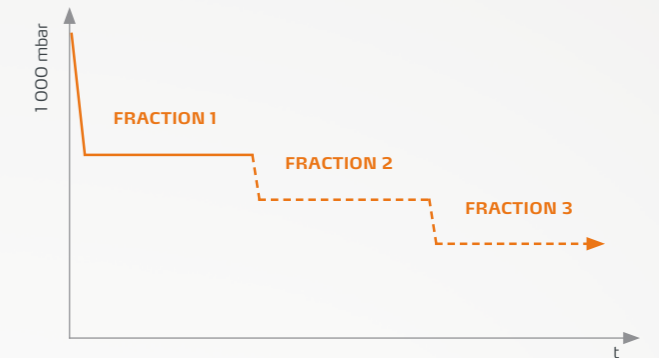 1 000 mbar
FRACTION 1
FRACTION 2
FRACTION 3
t